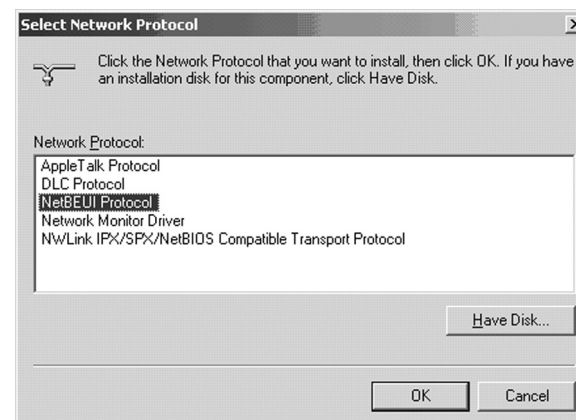 Select Network Protocol
Click the Network Protocol that you want to install, then click OK. If you have
an installation disk for this component, click Have Disk.
Network Protocol:
AppleTalk Protocol
DLC Protocol
NetBEUI Protocol
Network Monitor Driver
NWLink IPX/SPX/NetBIOS Compatible Transport Protocol
Have Disk...
OK Cancel